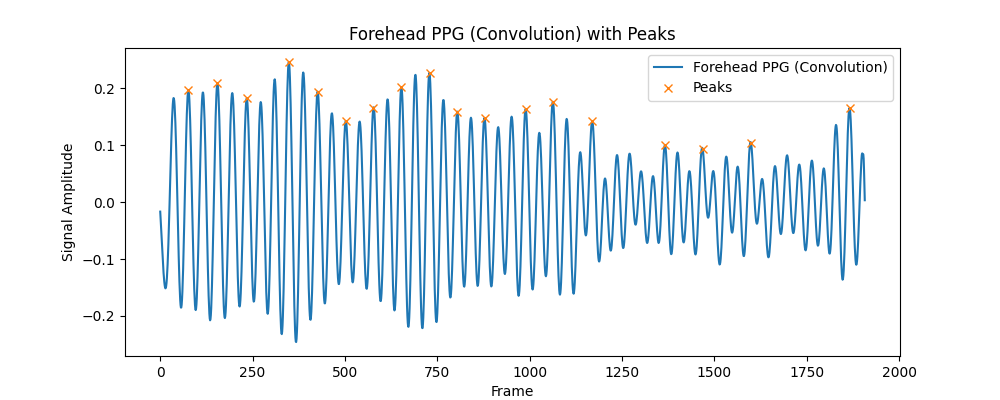 Forehead PPG (Convolution) with Peaks
Forehead PPG (Convolution)
Peaks
Signal Amplitude
0.2
0.1
0.0
−0.1
−0.2
0
250
500
750
1000
1250
1500
1750
2000
Frame